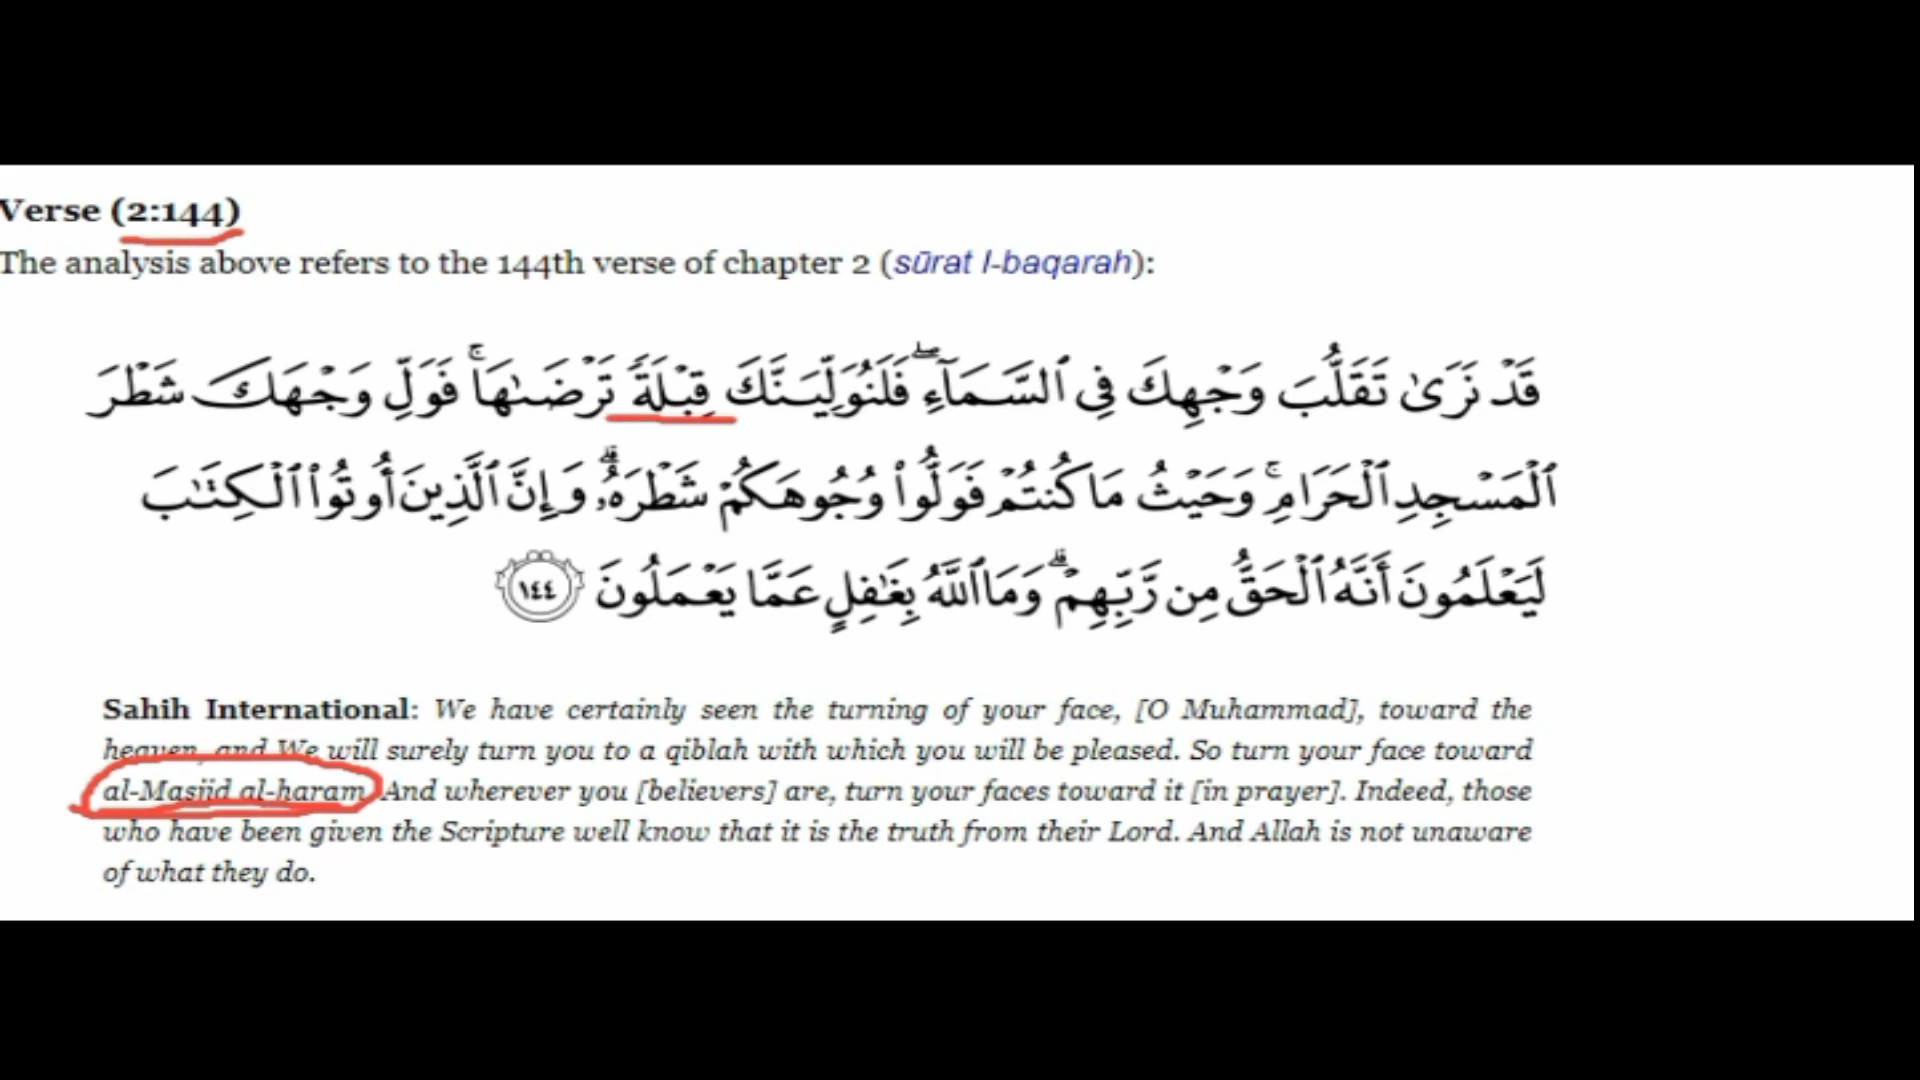 Verse (2:144)
The analysis above refers to the 144th verse of chapter 2 (sūrat l-baqarah):
قَدْ نَرَىٰ تَقَلُّبَ وَجْهِكَ فِي ٱلسَّمَآءِ ۖ فَلَنُوَلِّيَنَّكَ قِبْلَةً تَرْضَىٰهَا ۚ فَوَلِّ وَجْهَكَ شَطْرَ
ٱلْمَسْجِدِ ٱلْحَرَامِ ۚ وَحَيْثُ مَا كُنتُمْ فَوَلُّوا۟ وُجُوهَكُمْ شَطْرَهُۥ ۗ وَإِنَّ ٱلَّذِينَ أُوتُوا۟ ٱلْكِتَٰبَ
لَيَعْلَمُونَ أَنَّهُ ٱلْحَقُّ مِن رَّبِّهِمْ ۗ وَمَا ٱللَّهُ بِغَٰفِلٍ عَمَّا يَعْمَلُونَ ١٤٤
Sahih International: We have certainly seen the turning of your face, [O Muhammad], toward the
heaven, and We will surely turn you to a qiblah with which you will be pleased. So turn your face toward
al-Masjid al-haram. And wherever you [believers] are, turn your faces toward it [in prayer]. Indeed, those
who have been given the Scripture well know that it is the truth from their Lord. And Allah is not unaware
of what they do.